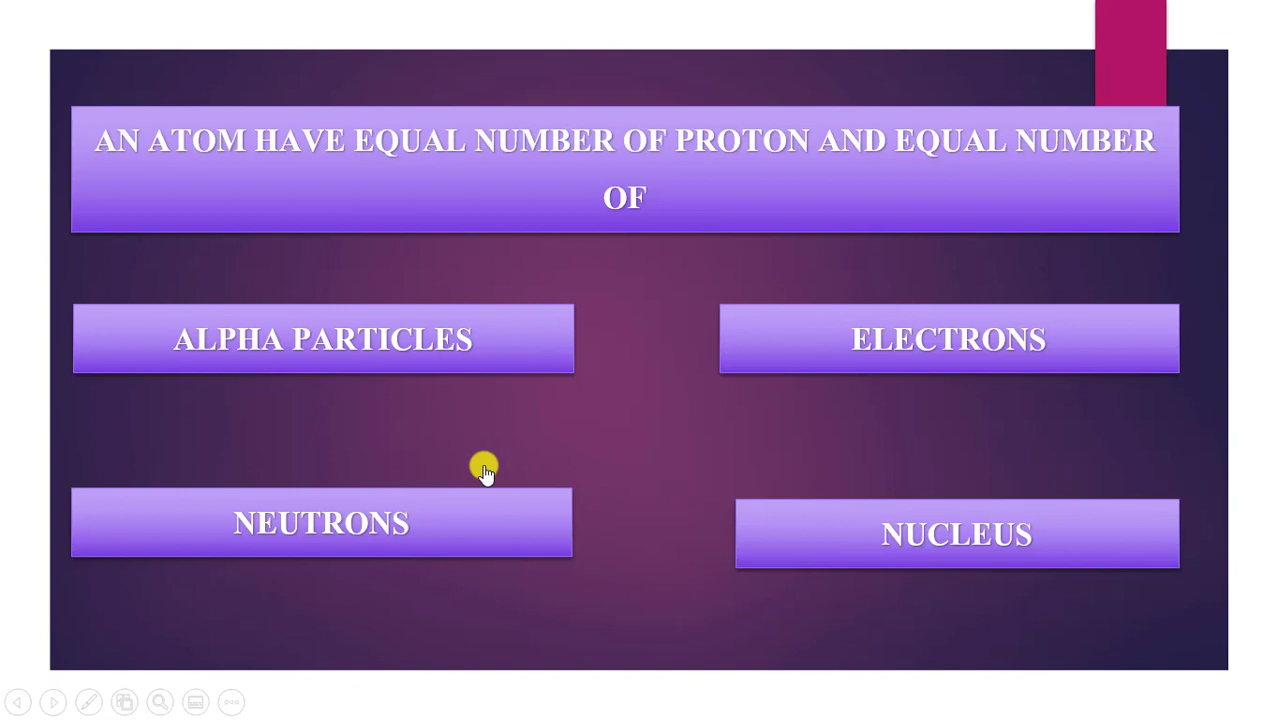 AN ATOM HAVE EQUAL NUMBER OF PROTON AND EQUAL NUMBER
OF
ALPHA PARTICLES
ELECTRONS
NEUTRONS
NUCLEUS